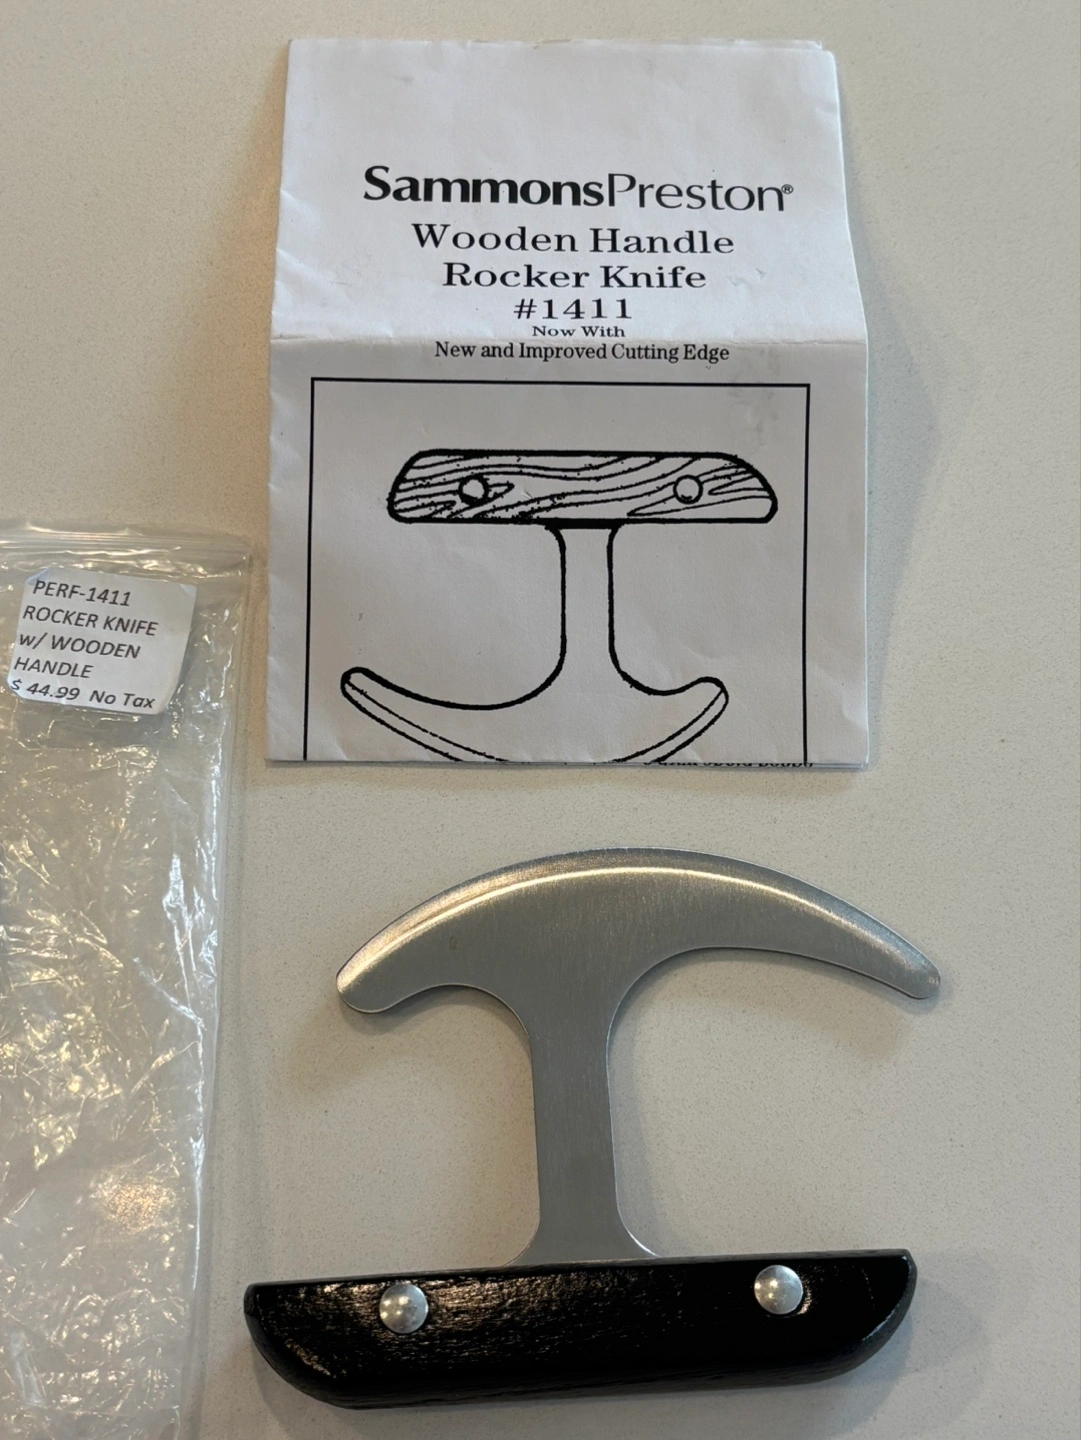 SammonsPreston®
Wooden Handle
Rocker Knife
#1411
Now With
New and Improved Cutting Edge
PERF-1411
ROCKER KNIFE
w/ WOODEN
HANDLE
$ 44.99 No Tax